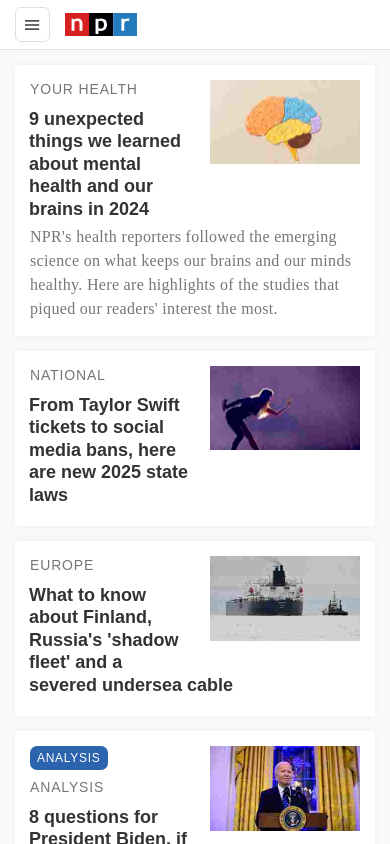 npr
YOUR HEALTH
9 unexpected
things we learned
about mental
health and our
brains in 2024
NPR's health reporters followed the emerging
science on what keeps our brains and our minds
healthy. Here are highlights of the studies that
piqued our readers' interest the most.
NATIONAL
From Taylor Swift
tickets to social
media bans, here
are new 2025 state
laws
EUROPE
What to know
about Finland,
Russia's 'shadow
fleet' and a
severed undersea cable
ANALYSIS
ANALYSIS
8 questions for
President Biden, if